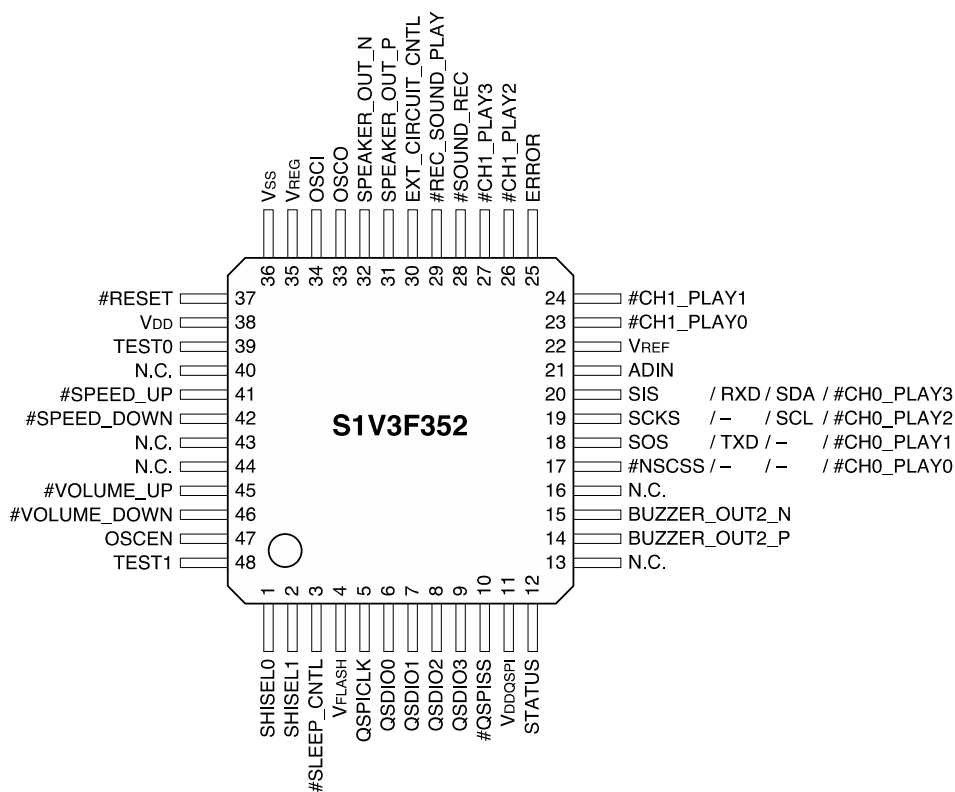 SPEAKER_OUT_N
SPEAKER_OUT_P
EXT_CIRCUIT_CNTL
#REC_SOUND_PLAY
#SOUND_REC
#CH1_PLAY3
#CH1_PLAY2
ERROR
VSS
VREG
OSCI
OSCO
36 35 34 33 32 31 30 29 28 27 26 25
#RESET 37
VDD 38
TEST0 39
N.C. 40
#SPEED_UP 41
#SPEED_DOWN 42
N.C. 43
N.C. 44
#VOLUME_UP 45
#VOLUME_DOWN 46
OSCEN 47
TEST1 48
S1V3F352
24 #CH1_PLAY1
23 #CH1_PLAY0
22 VREF
21 ADIN
20 SIS / RXD / SDA / #CH0_PLAY3
19 SCKS / – / SCL / #CH0_PLAY2
18 SOS / TXD / – / #CH0_PLAY1
17 #NSCSS / – / – / #CH0_PLAY0
16 N.C.
15 BUZZER_OUT2_N
14 BUZZER_OUT2_P
13 N.C.
1 2 3 4 5 6 7 8 9 10 11 12
SHISEL0
SHISEL1
#SLEEP_CNTL
VFLASH
QSPICLK
QSDIO0
QSDIO1
QSDIO2
QSDIO3
#QSPISS
VDDQSPI
STATUS